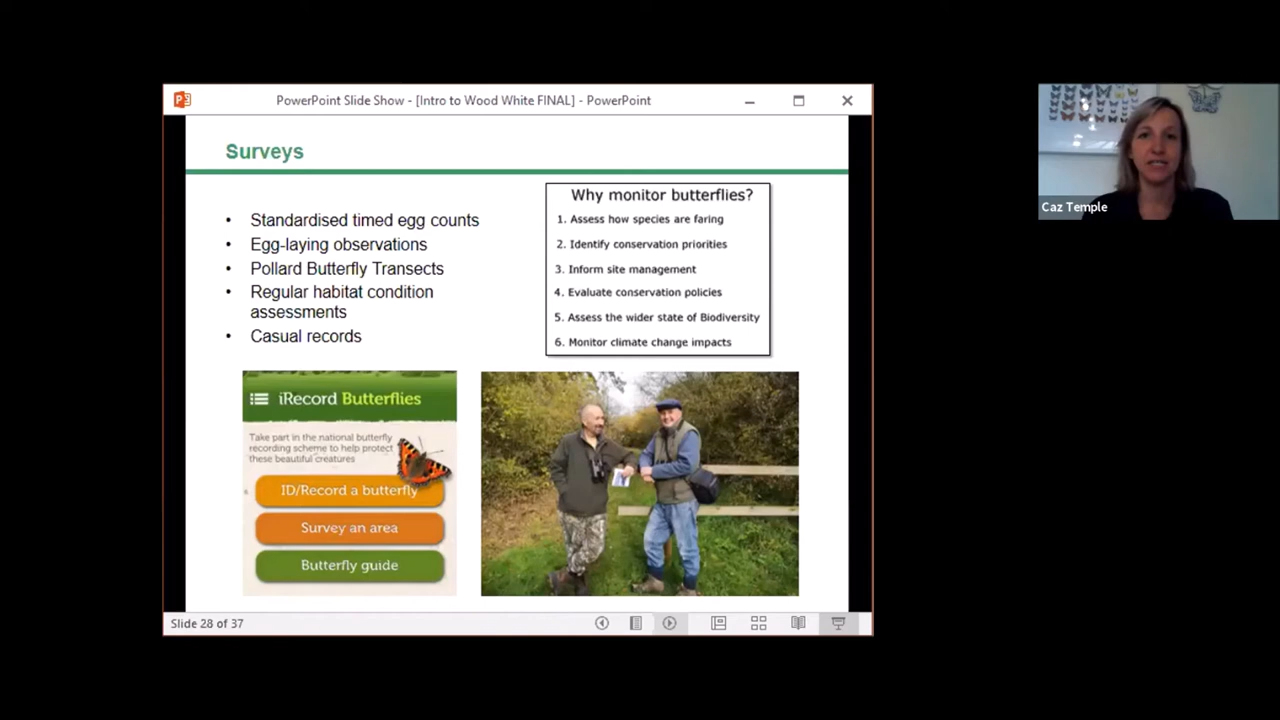 PowerPoint Slide Show - [Intro to Wood White FINAL] - PowerPoint
Surveys
• Standardised timed egg counts
• Egg-laying observations
• Pollard Butterfly Transects
• Regular habitat condition
assessments
• Casual records
Why monitor butterflies?
1. Assess how species are faring
2. Identify conservation priorities
3. Inform site management
4. Evaluate conservation policies
5. Assess the wider state of Biodiversity
6. Monitor climate change impacts
iRecord Butterflies
Take part in the national butterfly
recording scheme to help protect
these beautiful creatures
ID/Record a butterfly
Survey an area
Butterfly guide
Slide 28 of 37
Caz Temple